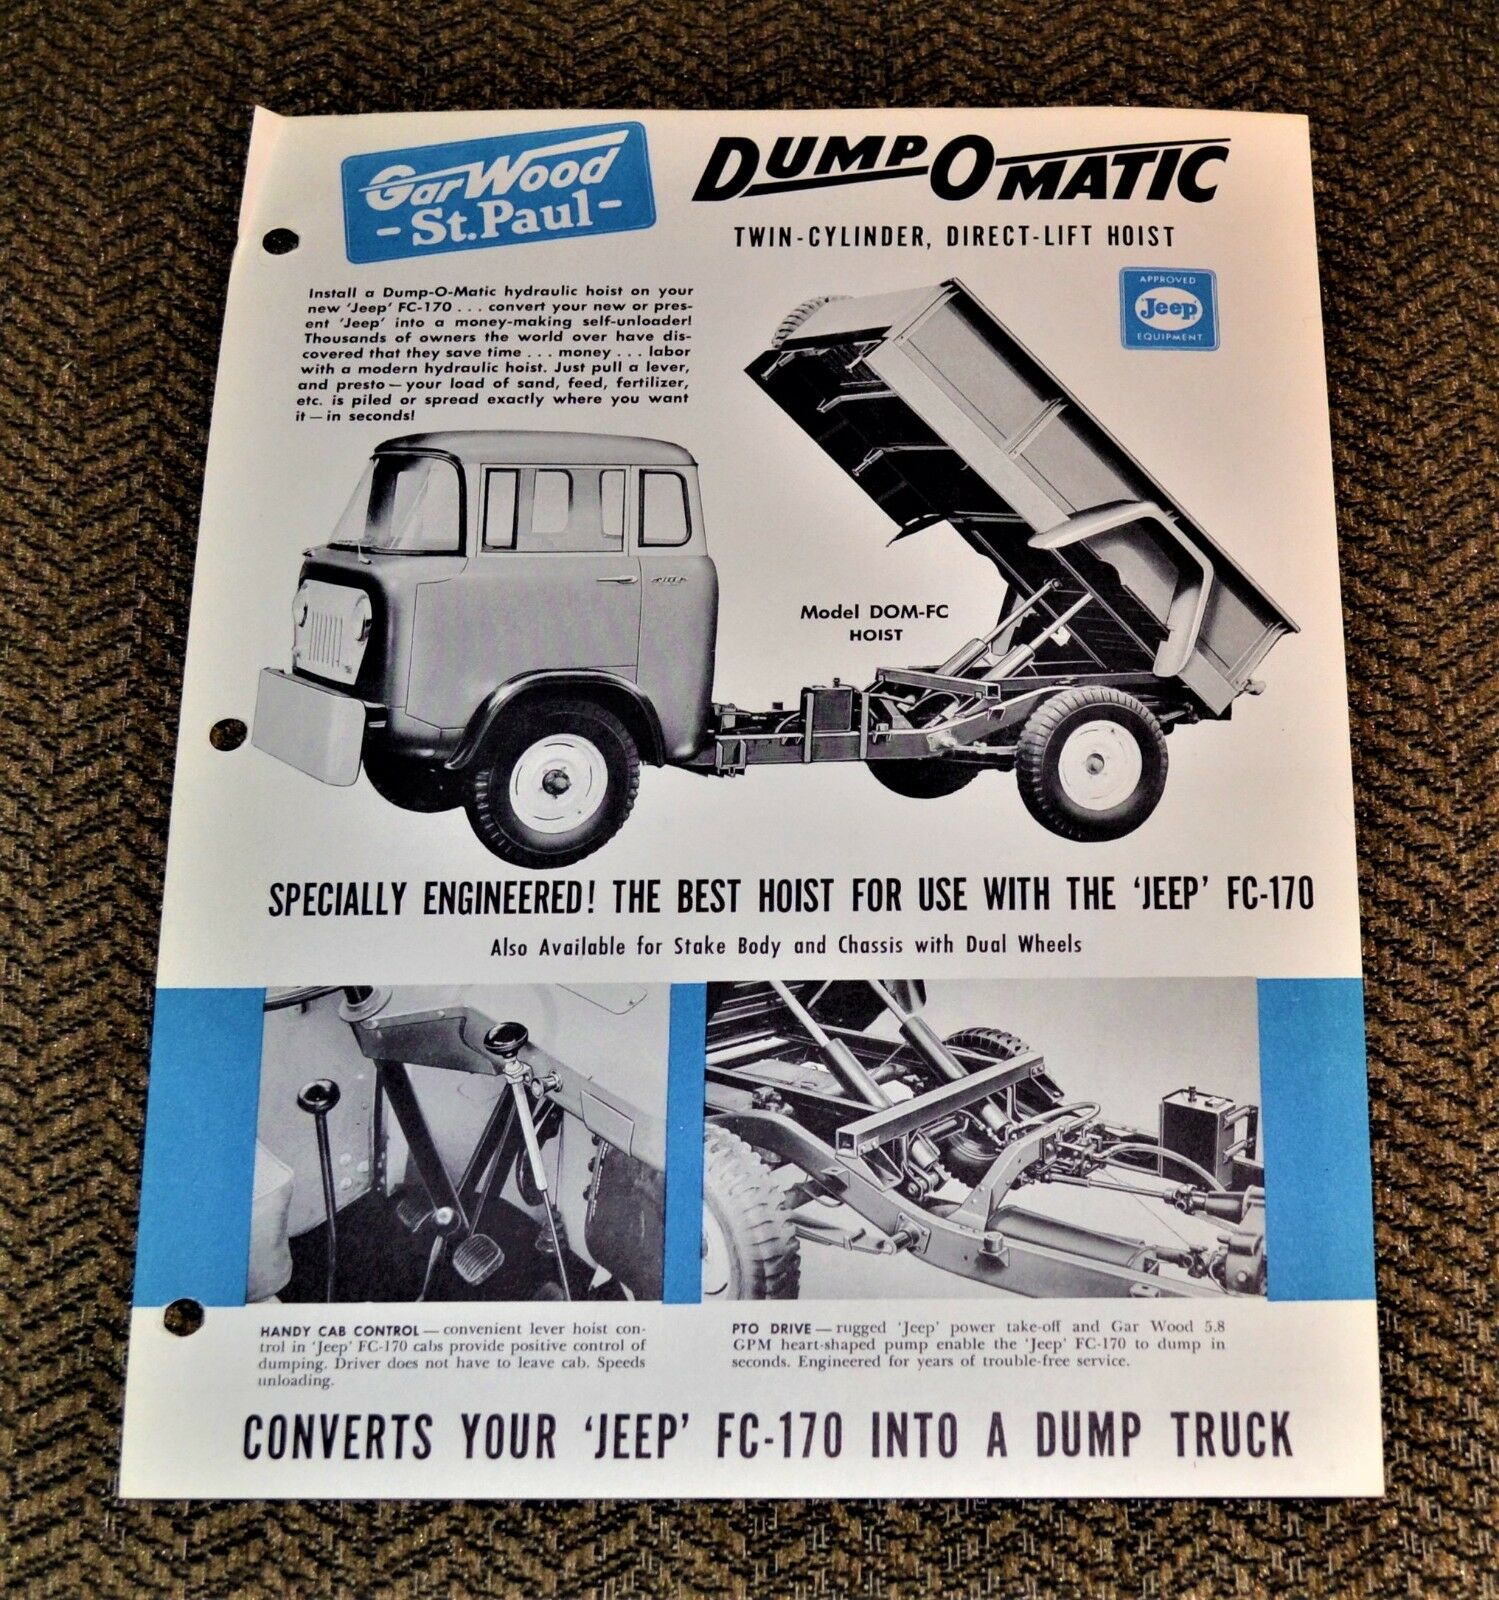 Gar Wood
- St. Paul -
DUMP-O-MATIC
TWIN-CYLINDER, DIRECT-LIFT HOIST
Install a Dump-O-Matic hydraulic hoist on your
new 'Jeep' FC-170 . . . convert your new or pres-
ent 'Jeep' into a money-making self-unloader!
Thousands of owners the world over have dis-
covered that they save time . . . money . . . labor
with a modern hydraulic hoist. Just pull a lever,
and presto — your load of sand, feed, fertilizer,
etc. is piled or spread exactly where you want
it — in seconds!
APPROVED
Jeep
EQUIPMENT
Model DOM-FC
HOIST
SPECIALLY ENGINEERED! THE BEST HOIST FOR USE WITH THE 'JEEP' FC-170
Also Available for Stake Body and Chassis with Dual Wheels
HANDY CAB CONTROL — convenient lever hoist con-
trol in 'Jeep' FC-170 cabs provide positive control of
dumping. Driver does not have to leave cab. Speeds
unloading.
PTO DRIVE — rugged 'Jeep' power take-off and Gar Wood 5.8
GPM heart-shaped pump enable the 'Jeep' FC-170 to dump in
seconds. Engineered for years of trouble-free service.
CONVERTS YOUR 'JEEP' FC-170 INTO A DUMP TRUCK